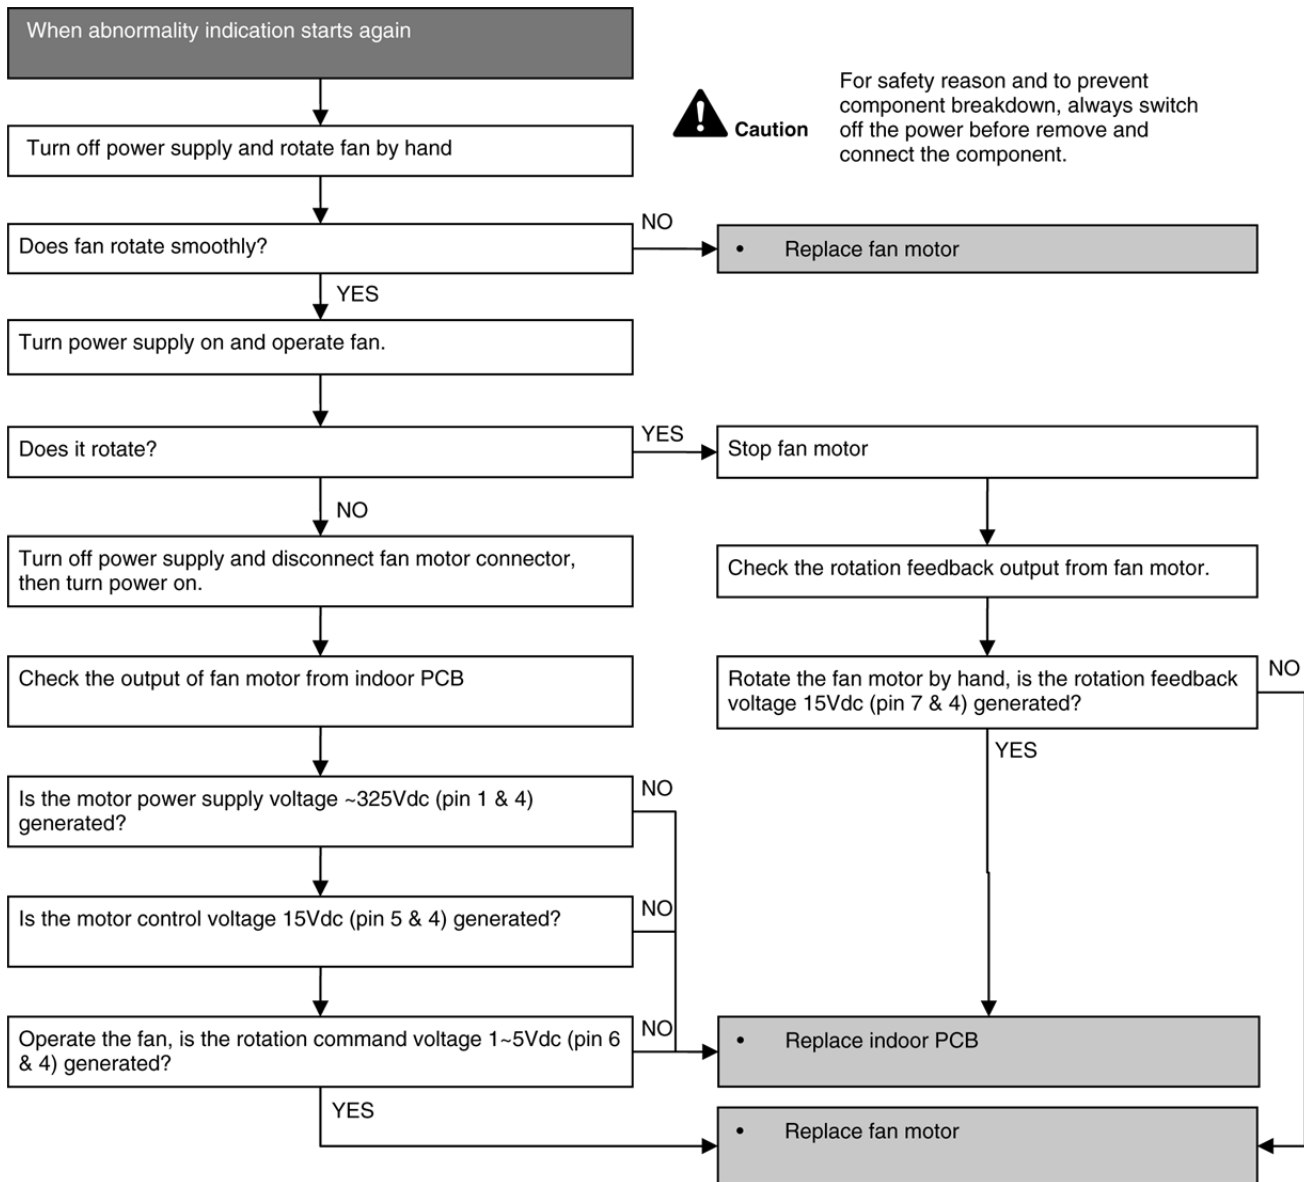 When abnormality indication starts again
For safety reason and to prevent
component breakdown, always switch
off the power before remove and
connect the component.
Caution
Turn off power supply and rotate fan by hand
Does fan rotate smoothly?
NO
• Replace fan motor
YES
Turn power supply on and operate fan.
Does it rotate?
YES
Stop fan motor
NO
Turn off power supply and disconnect fan motor connector,
then turn power on.
Check the rotation feedback output from fan motor.
Check the output of fan motor from indoor PCB
Rotate the fan motor by hand, is the rotation feedback
voltage 15Vdc (pin 7 & 4) generated?
NO
YES
Is the motor power supply voltage ~325Vdc (pin 1 & 4)
generated?
NO
Is the motor control voltage 15Vdc (pin 5 & 4) generated?
NO
Operate the fan, is the rotation command voltage 1~5Vdc (pin 6
& 4) generated?
NO
• Replace indoor PCB
YES
• Replace fan motor